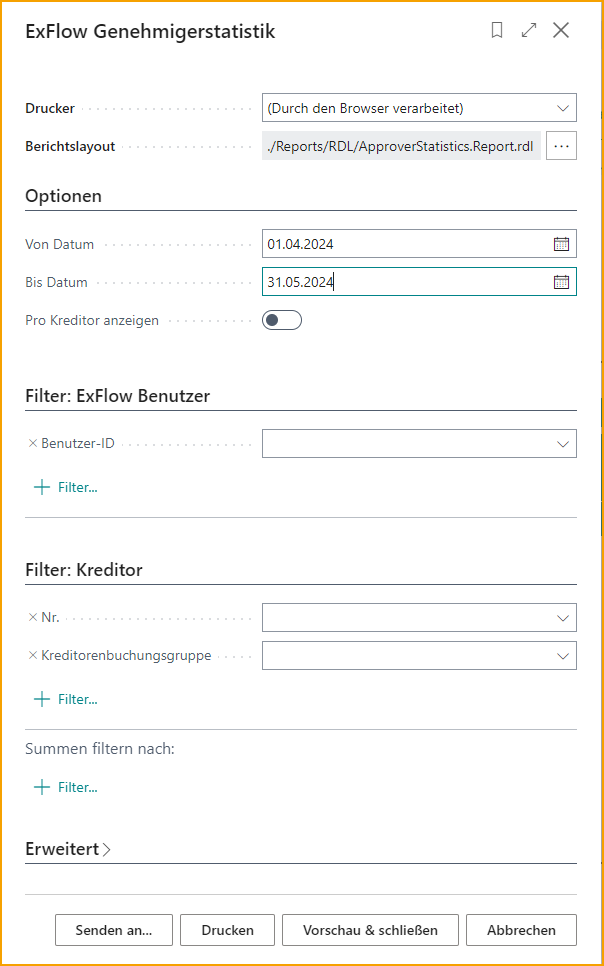 ExFlow Genehmigerstatistik
Drucker (Durch den Browser verarbeitet)
Berichtslayout ./Reports/RDL/ApproverStatistics.Report.rdl ...
Optionen
Von Datum 01.04.2024
Bis Datum 31.05.2024
Pro Kreditor anzeigen
Filter: ExFlow Benutzer
× Benutzer-ID
+ Filter...
Filter: Kreditor
× Nr.
× Kreditorenbuchungsgruppe
+ Filter...
Summen filtern nach:
+ Filter...
Erweitert >
Senden an... Drucken Vorschau & schließen Abbrechen